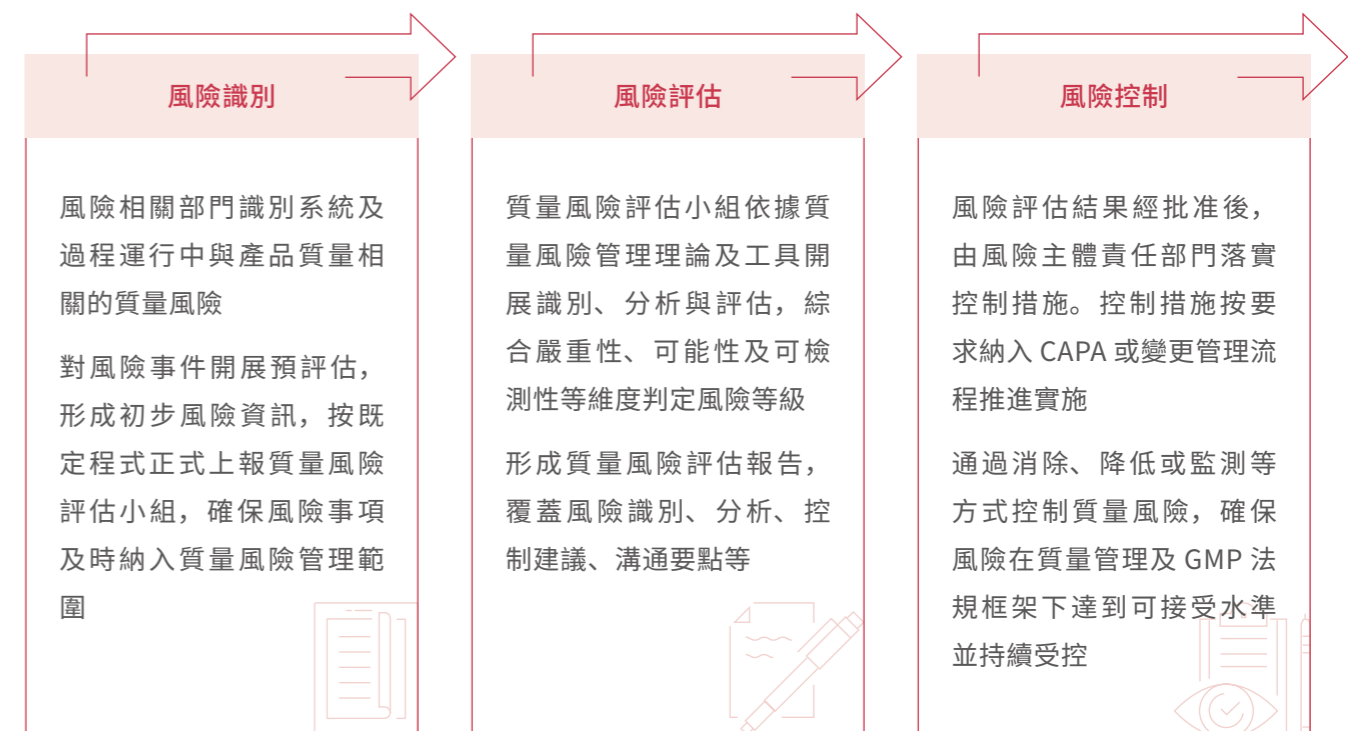 風險識別
風險相關部門識別系統及
過程運行中與產品質量相
關的質量風險
對風險事件開展預評估，
形成初步風險資訊，按既
定程式正式上報質量風險
評估小組，確保風險事項
及時納入質量風險管理範
圍
風險評估
質量風險評估小組依據質
量風險管理理論及工具開
展識別、分析與評估，綜
合嚴重性、可能性及可檢
測性等維度判定風險等級
形成質量風險評估報告，
覆蓋風險識別、分析、控
制建議、溝通要點等
風險控制
風險評估結果經批准後，
由風險主體責任部門落實
控制措施。控制措施按要
求納入 CAPA 或變更管理流
程推進實施
通過消除、降低或監測等
方式控制質量風險，確保
風險在質量管理及 GMP 法
規框架下達到可接受水準
並持續受控